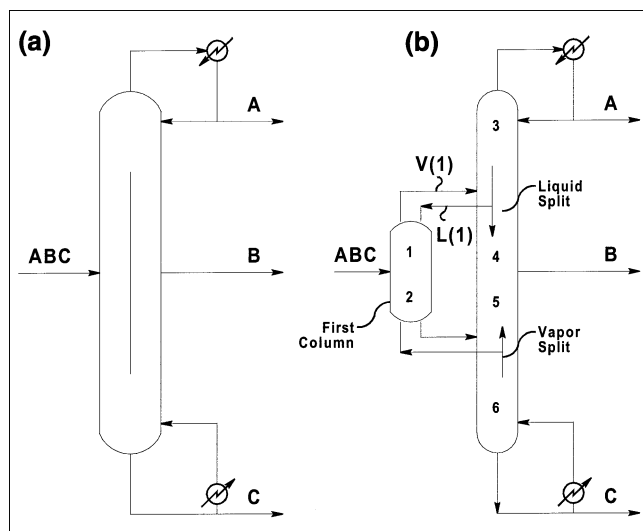 (a)
A
ABC
B
C
(b)
3
A
V(1)
Liquid
Split
L(1)
ABC
1
4
B
2
5
First
Column
Vapor
Split
6
C